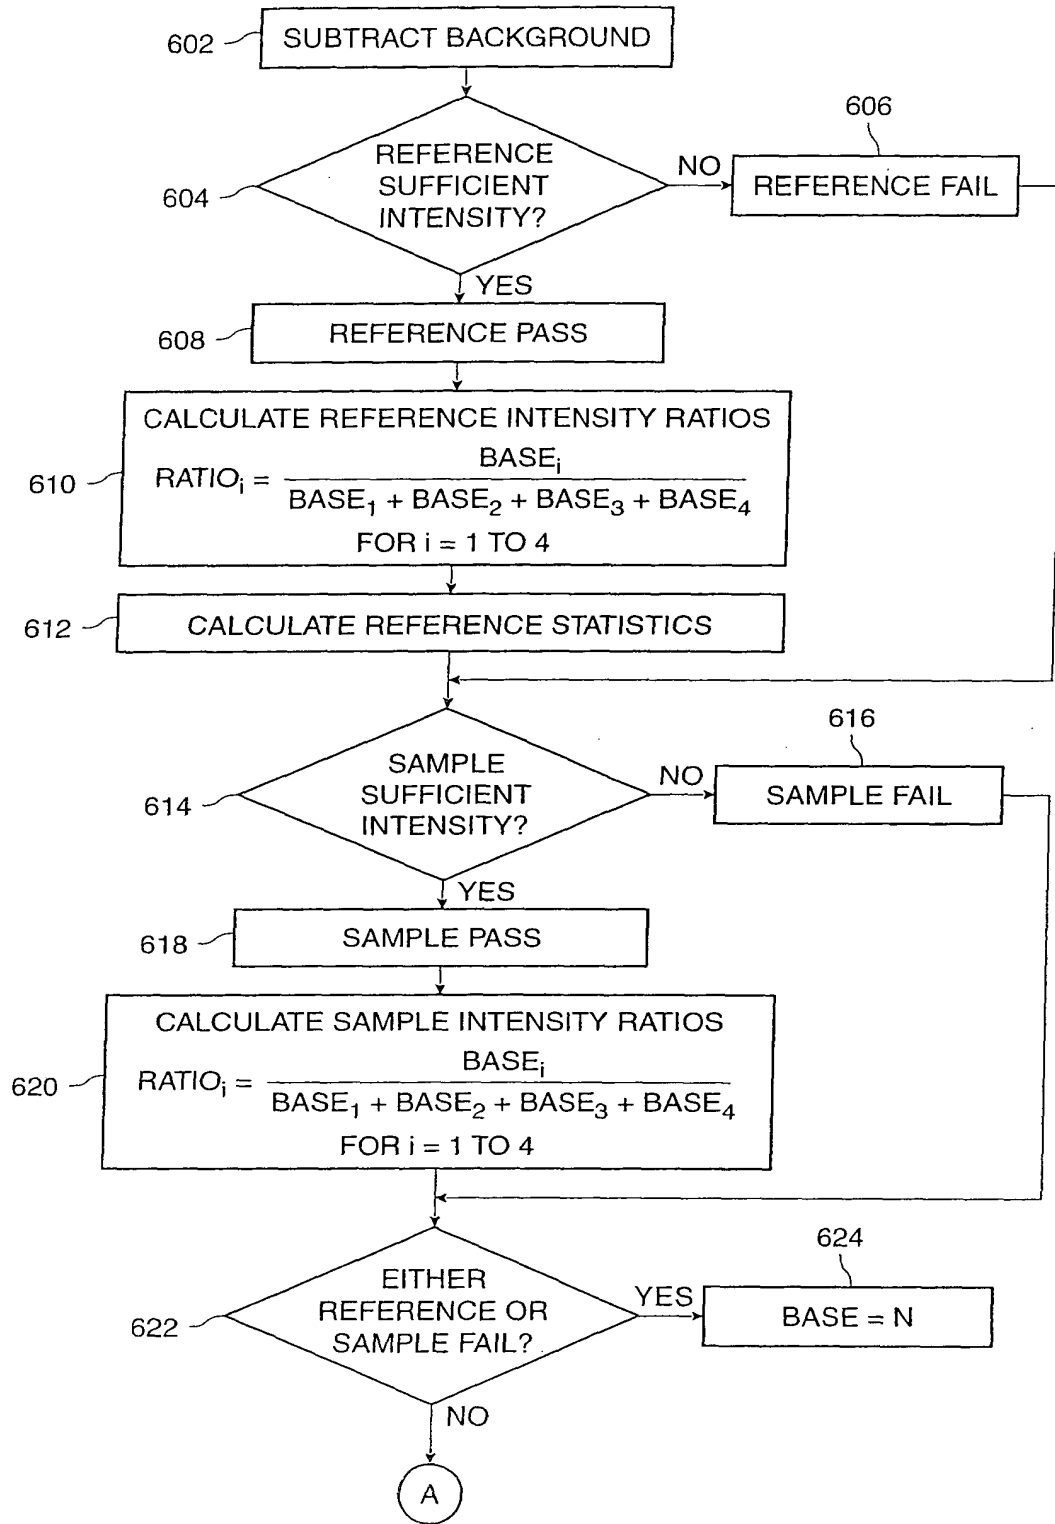 602
SUBTRACT BACKGROUND
604
REFERENCE
SUFFICIENT
INTENSITY?
NO
606
REFERENCE FAIL
YES
608
REFERENCE PASS
610
CALCULATE REFERENCE INTENSITY RATIOS
RATIOi = BASEi
BASE1 + BASE2 + BASE3 + BASE4
FOR i = 1 TO 4
612
CALCULATE REFERENCE STATISTICS
614
SAMPLE
SUFFICIENT
INTENSITY?
NO
616
SAMPLE FAIL
YES
618
SAMPLE PASS
620
CALCULATE SAMPLE INTENSITY RATIOS
RATIOi = BASEi
BASE1 + BASE2 + BASE3 + BASE4
FOR i = 1 TO 4
622
EITHER
REFERENCE OR
SAMPLE FAIL?
YES
624
BASE = N
NO
A